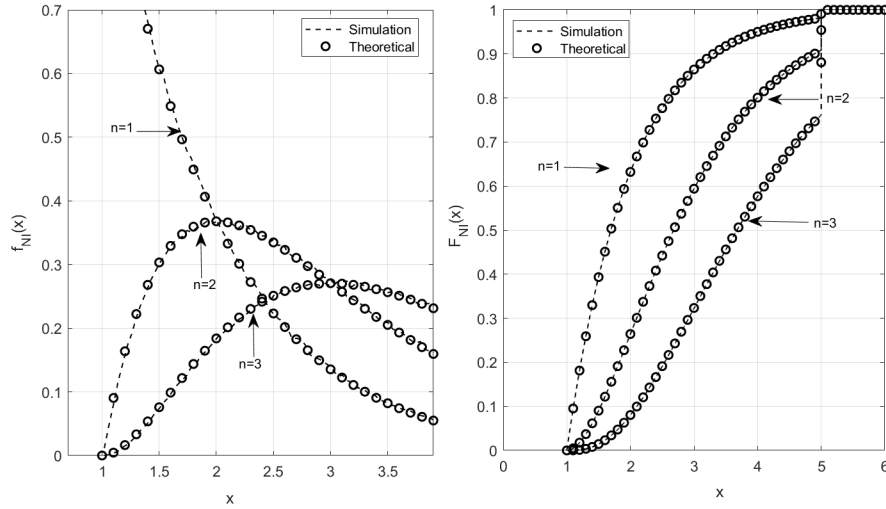 0.7
0.6
0.5
0.4
0.3
0.2
0.1
0
1
1.5
2
2.5
3
3.5
x
f_NI(x)
Simulation
Theoretical
n=1
n=2
n=3
1
0.9
0.8
0.7
0.6
0.5
0.4
0.3
0.2
0.1
0
0
1
2
3
4
5
6
x
F_NI(x)
Simulation
Theoretical
n=2
n=1
n=3